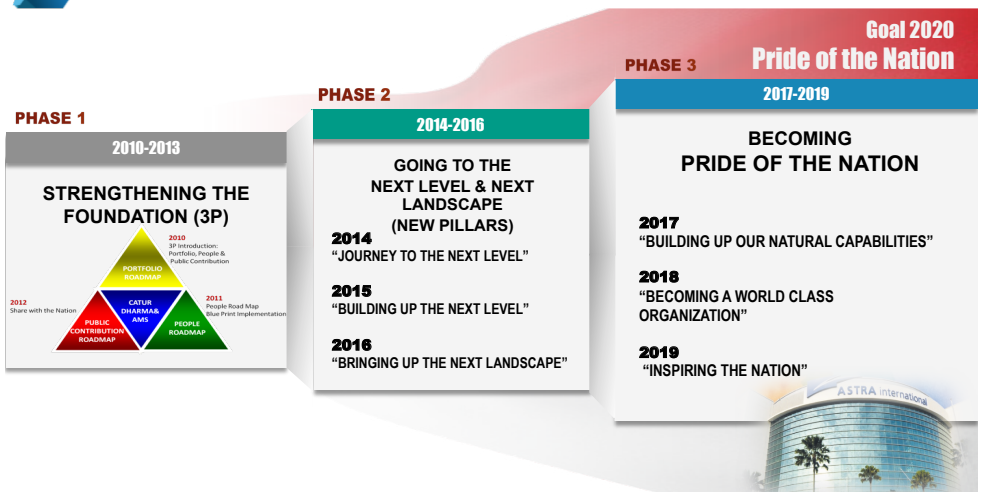 Goal 2020
Pride of the Nation
PHASE 1
2010-2013
STRENGTHENING THE
FOUNDATION (3P)
2010
3P Introduction:
Portfolio, People &
Public Contribution
PORTFOLIO
ROADMAP
2012
Share with the Nation
CATUR
DHARMA&
AMS
2011
People Road Map
Blue Print Implementation
PUBLIC
CONTRIBUTION
ROADMAP
PEOPLE
ROADMAP
PHASE 2
2014-2016
GOING TO THE
NEXT LEVEL & NEXT
LANDSCAPE
(NEW PILLARS)
2014
“JOURNEY TO THE NEXT LEVEL”
2015
“BUILDING UP THE NEXT LEVEL”
2016
“BRINGING UP THE NEXT LANDSCAPE”
PHASE 3
2017-2019
BECOMING
PRIDE OF THE NATION
2017
“BUILDING UP OUR NATURAL CAPABILITIES”
2018
“BECOMING A WORLD CLASS
ORGANIZATION”
2019
“INSPIRING THE NATION”
ASTRA international